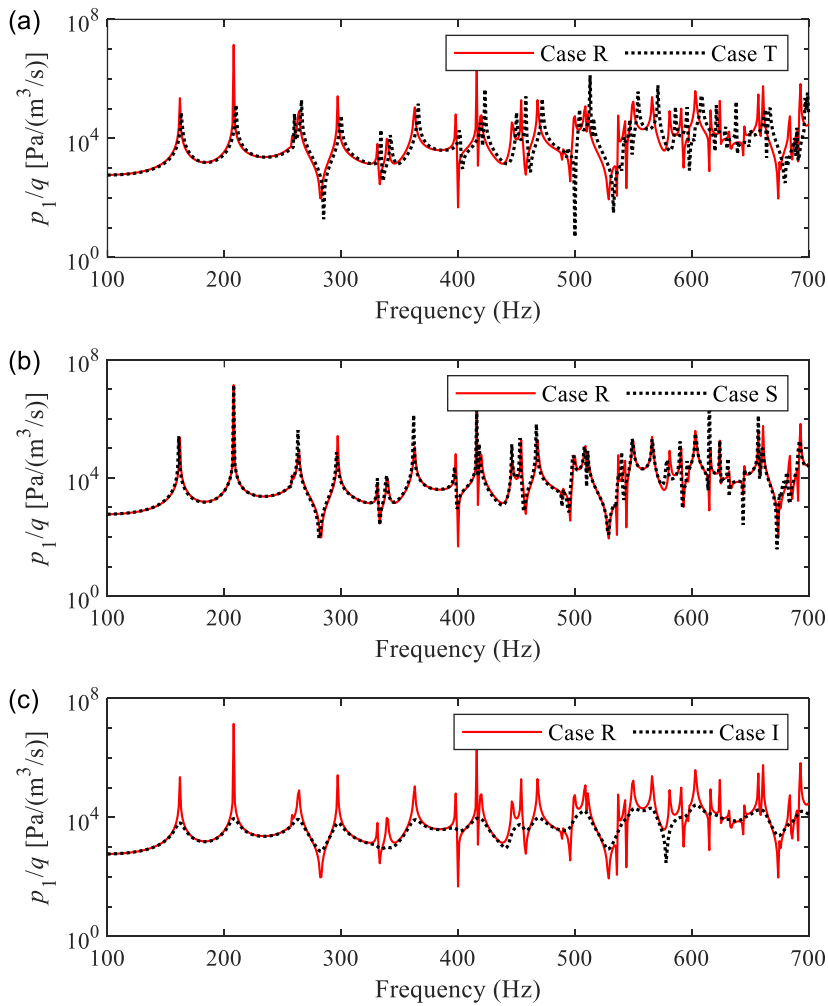 (a)
10^8
Case R
Case T
10^4
p_1/q [Pa/(m^3/s)]
10^0
100
200
300
400
500
600
700
Frequency (Hz)
(b)
10^8
Case R
Case S
10^4
p_1/q [Pa/(m^3/s)]
10^0
100
200
300
400
500
600
700
Frequency (Hz)
(c)
10^8
Case R
Case I
10^4
p_1/q [Pa/(m^3/s)]
10^0
100
200
300
400
500
600
700
Frequency (Hz)